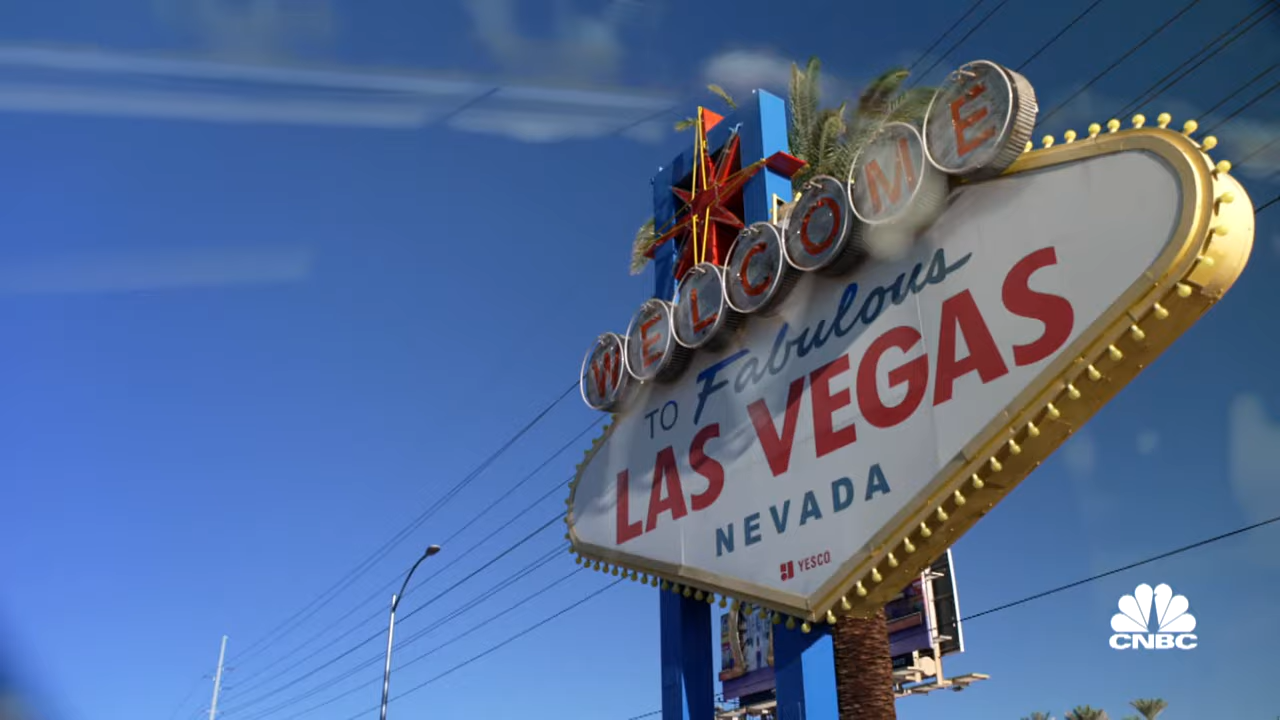 WELCOME
TO Fabulous
LAS VEGAS
NEVADA
YESCO
CNBC